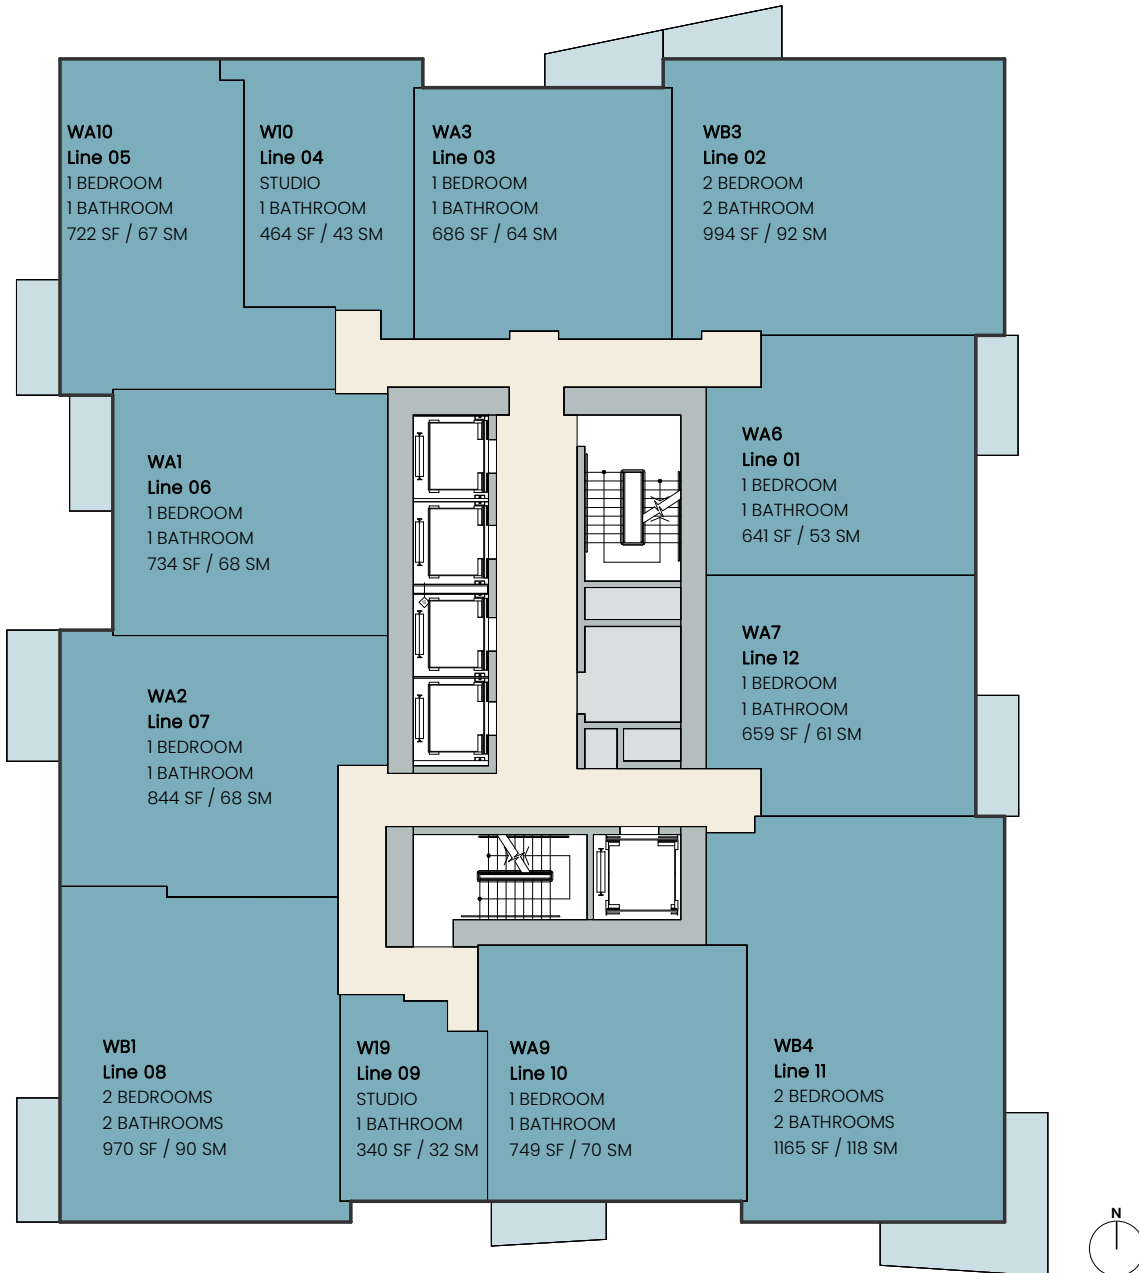 WA10
Line 05
1 BEDROOM
1 BATHROOM
722 SF / 67 SM
W10
Line 04
STUDIO
1 BATHROOM
464 SF / 43 SM
WA3
Line 03
1 BEDROOM
1 BATHROOM
686 SF / 64 SM
WB3
Line 02
2 BEDROOM
2 BATHROOM
994 SF / 92 SM
WA1
Line 06
1 BEDROOM
1 BATHROOM
734 SF / 68 SM
WA6
Line 01
1 BEDROOM
1 BATHROOM
641 SF / 53 SM
WA2
Line 07
1 BEDROOM
1 BATHROOM
844 SF / 68 SM
WA7
Line 12
1 BEDROOM
1 BATHROOM
659 SF / 61 SM
WB1
Line 08
2 BEDROOMS
2 BATHROOMS
970 SF / 90 SM
W19
Line 09
STUDIO
1 BATHROOM
340 SF / 32 SM
WA9
Line 10
1 BEDROOM
1 BATHROOM
749 SF / 70 SM
WB4
Line 11
2 BEDROOMS
2 BATHROOMS
1165 SF / 118 SM
N